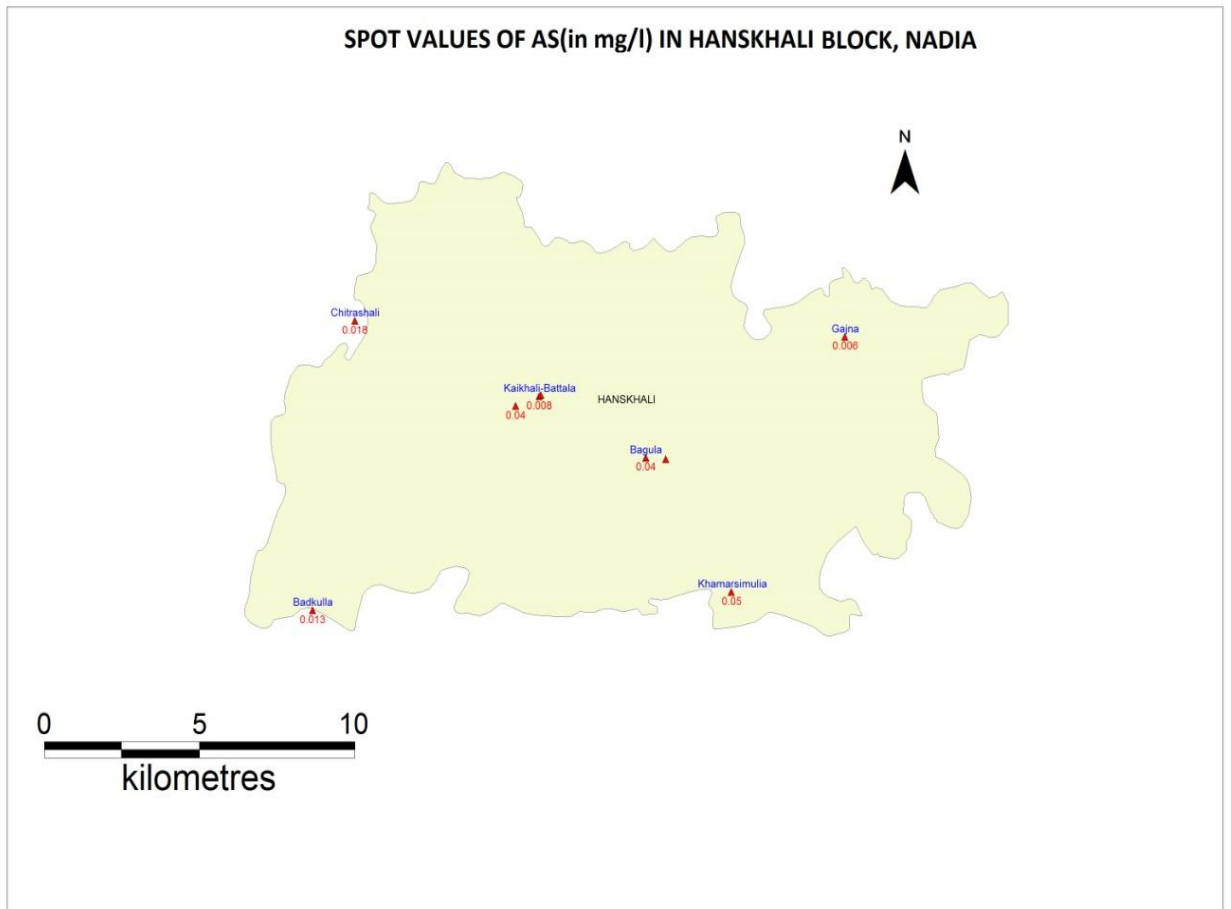 SPOT VALUES OF AS(in mg/l) IN HANSKHALI BLOCK, NADIA
N
Chitrashali
0.018
Gajna
0.006
Kaikhali-Battala
0.008
0.04
HANSKHALI
Bagula
0.04
Khamarsimulia
0.05
Badkulla
0.013
0 5 10
kilometres